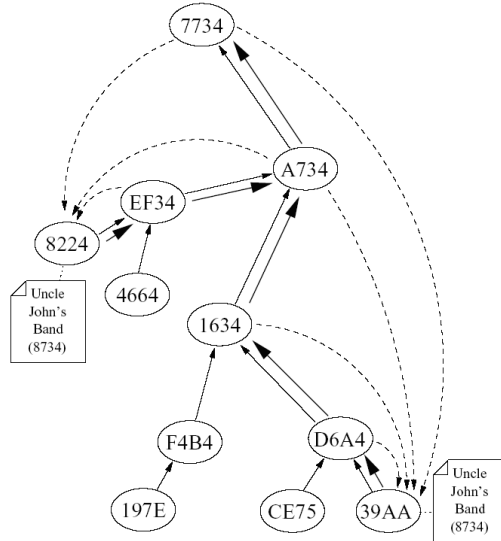 7734
A734
EF34
8224
4664
Uncle
John's
Band
(8734)
1634
F4B4
D6A4
197E
CE75
39AA
Uncle
John's
Band
(8734)